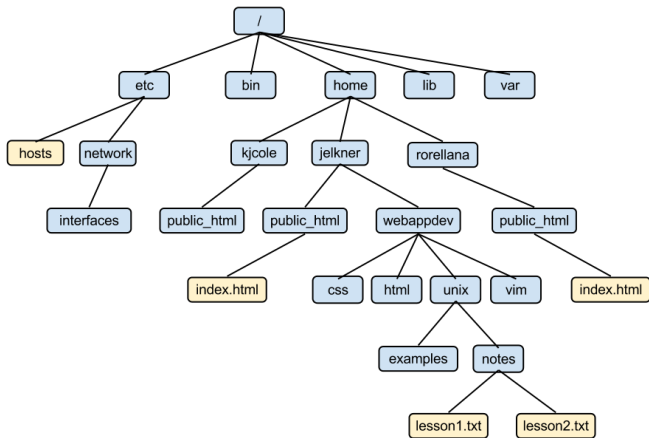 /
etc
bin
home
lib
var
hosts
network
kjcole
jelkner
rorellana
interfaces
public_html
public_html
webappdev
public_html
index.html
css
html
unix
vim
index.html
examples
notes
lesson1.txt
lesson2.txt